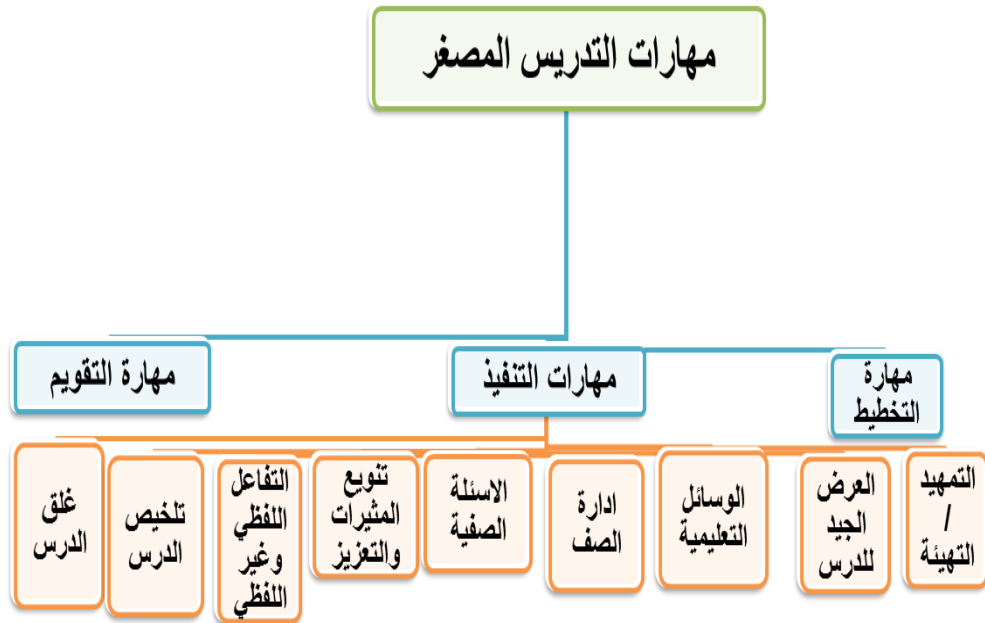 مهارات التدريس المصغر
مهارة
التخطيط
مهارات التنفيذ
مهارة التقويم
التمهيد
/
التهيئة
العرض
الجيد
للدرس
الوسائل
التعليمية
ادارة
الصف
الاسئلة
الصفية
تنويع
المثيرات
والتعزيز
التفاعل
اللفظي
وغير
اللفظي
تلخيص
الدرس
غلق
الدرس